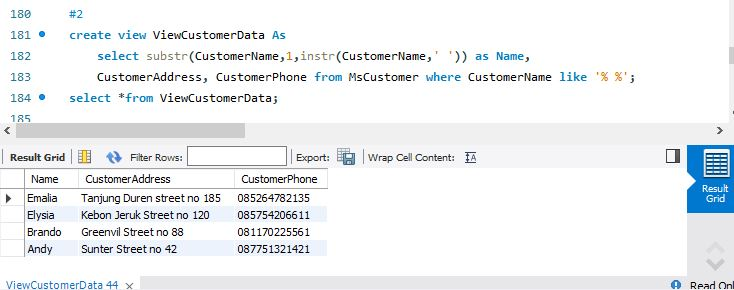 180 #2
181 create view ViewCustomerData As
182 select substr(CustomerName,1,instr(CustomerName,' ')) as Name,
183 CustomerAddress, CustomerPhone from MsCustomer where CustomerName like '% %';
184 select *from ViewCustomerData;
185
Result Grid Filter Rows: Export: Wrap Cell Content: IA
Name CustomerAddress CustomerPhone
Emalia Tanjung Duren street no 185 085264782135
Elysia Kebon Jeruk Street no 120 085754206611
Brando Greenvil Street no 88 081170225561
Andy Sunter Street no 42 087751321421
Result
Grid
ViewCustomerData 44 Read Onl